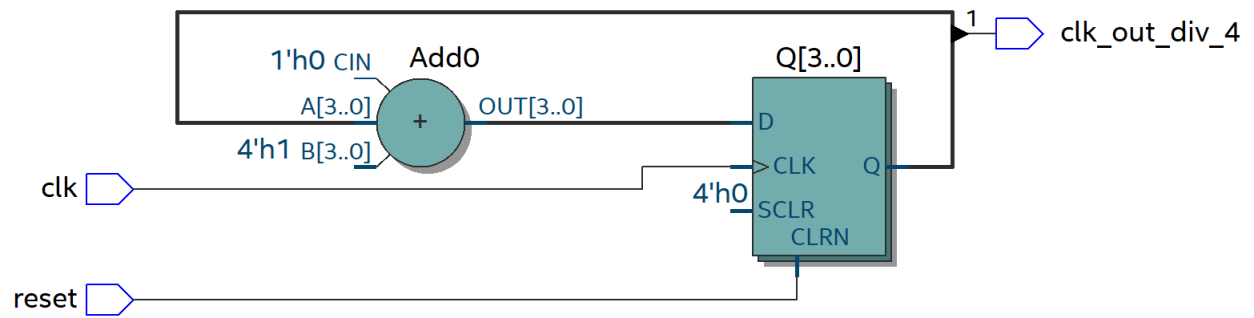 1
clk_out_div_4
1'h0 CIN
Add0
Q[3..0]
A[3..0]
OUT[3..0]
D
+
4'h1 B[3..0]
CLK
Q
clk
4'h0
SCLR
CLRN
reset